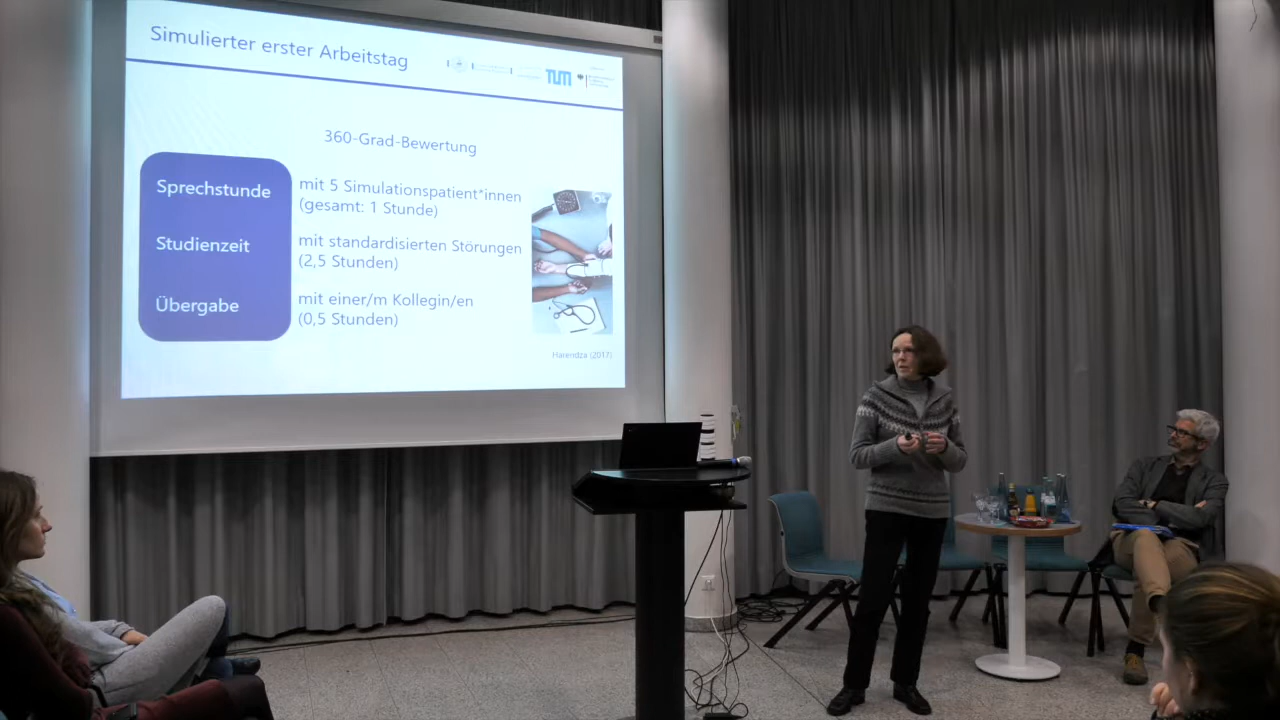 Simulierter erster Arbeitstag
TUM
360-Grad-Bewertung
Sprechstunde
mit 5 Simulationspatient*innen
(gesamt: 1 Stunde)
Studienzeit
mit standardisierten Störungen
(2,5 Stunden)
Übergabe
mit einer/m Kollegin/en
(0,5 Stunden)
Harendza (2017)